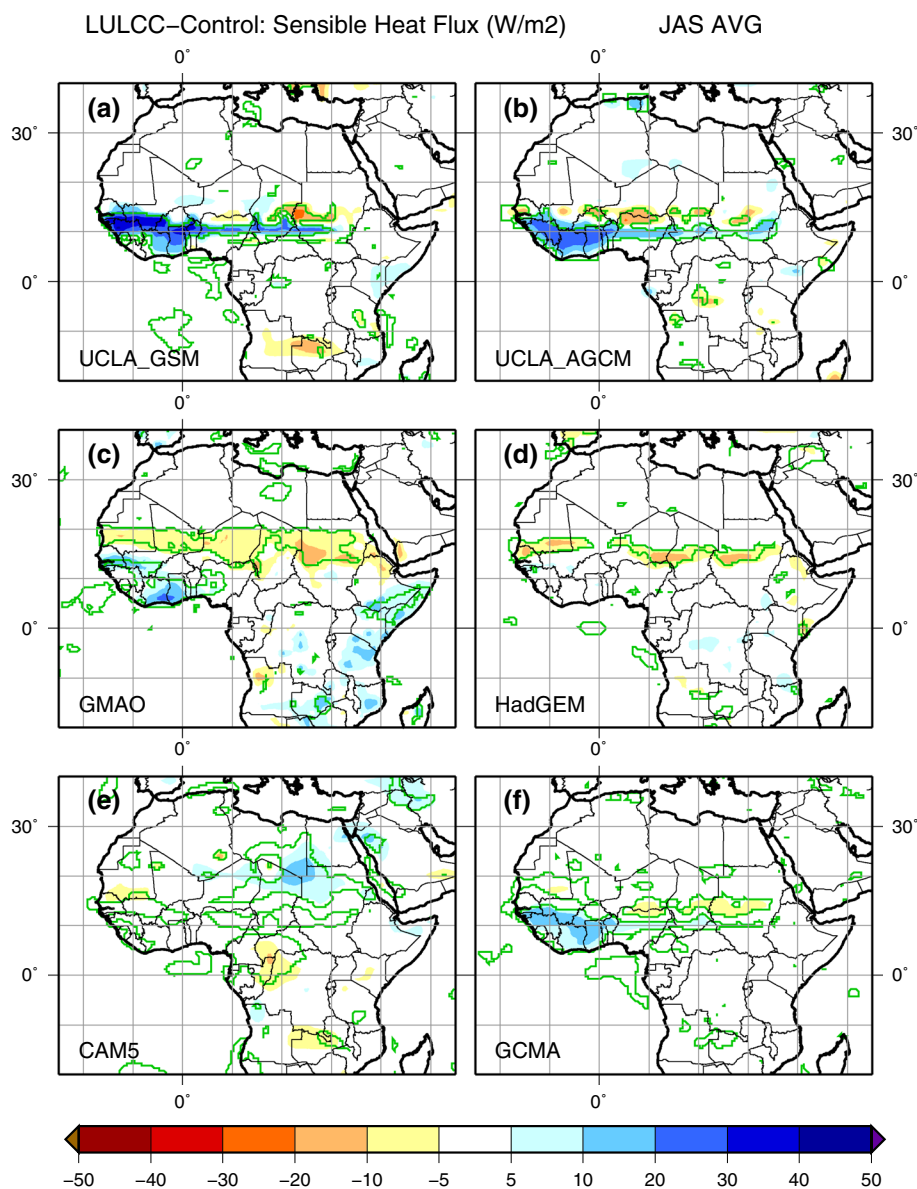 LULCC−Control: Sensible Heat Flux (W/m2) JAS AVG
0° 0°
(a) (b)
30° 30°
0° 0°
UCLA_GSM UCLA_AGCM
0° 0°
(c) (d)
30° 30°
0° 0°
GMAO HadGEM
0° 0°
(e) (f)
30° 30°
0° 0°
CAM5 GCMA
0° 0°
−50 −40 −30 −20 −10 −5 5 10 20 30 40 50